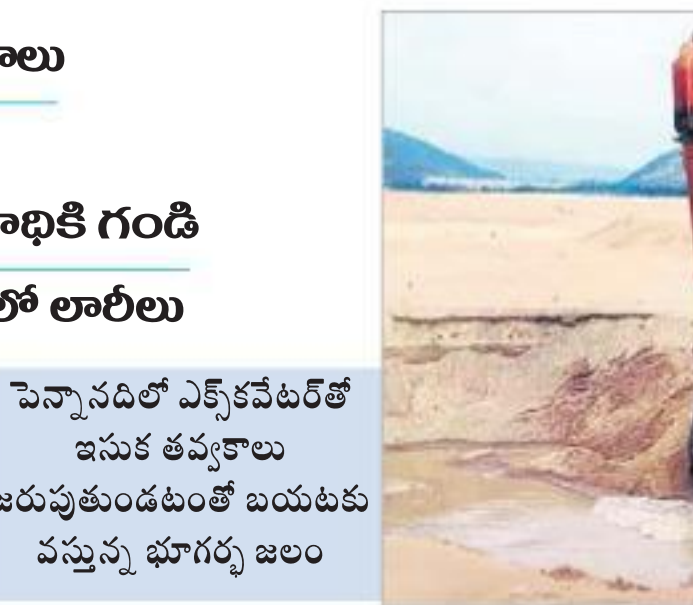 గండి
లారీలు
పెన్నానదిలో ఎక్స్‌కవేటర్‌తో
ఇసుక తవ్వకాలు
జరుపుతుండటంతో బయటకు
వస్తున్న భూగర్భ జలం